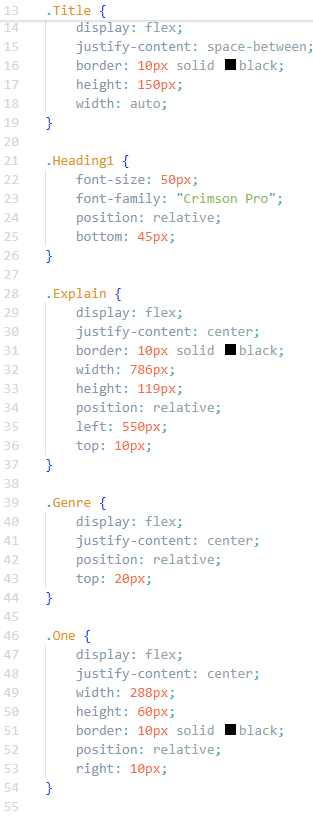 13 .Title {
14 display: flex;
15 justify-content: space-between;
16 border: 10px solid black;
17 height: 150px;
18 width: auto;
19 }
20
21 .Heading1 {
22 font-size: 50px;
23 font-family: "Crimson Pro";
24 position: relative;
25 bottom: 45px;
26 }
27
28 .Explain {
29 display: flex;
30 justify-content: center;
31 border: 10px solid black;
32 width: 786px;
33 height: 119px;
34 position: relative;
35 left: 550px;
36 top: 10px;
37 }
38
39 .Genre {
40 display: flex;
41 justify-content: center;
42 position: relative;
43 top: 20px;
44 }
45
46 .One {
47 display: flex;
48 justify-content: center;
49 width: 288px;
50 height: 60px;
51 border: 10px solid black;
52 position: relative;
53 right: 10px;
54 }
55